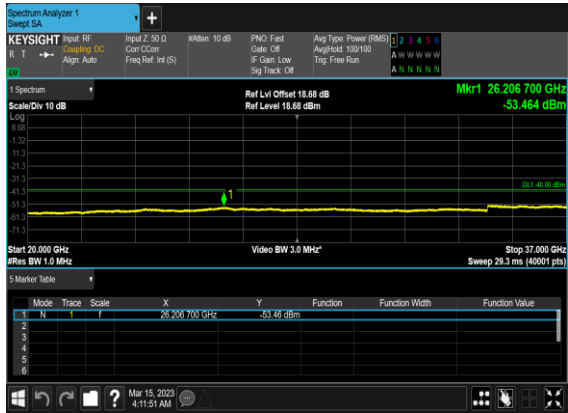 Spectrum Analyzer 1
Swept SA
+
KEYSIGHT
R T
Input: RF
Coupling: DC
Align: Auto
Input Z: 50 Ω
Corr CCorr
Freq Ref: Int (S)
#Atten: 10 dB
PNO: Fast
Gate: Off
IF Gain: Low
Sig Track: Off
Avg Type: Power (RMS)
Avg|Hold: 100/100
Trig: Free Run
1 2 3 4 5 6
A W W W W W
A N N N N N
1 Spectrum
Scale/Div 10 dB
Ref Lvl Offset 18.68 dB
Ref Level 18.68 dBm
Mkr1 26.206 700 GHz
-53.464 dBm
Log
8.68
-1.32
-11.3
-21.3
-31.3
-41.3
-51.3
-61.3
-71.3
DL1 -40.00 dBm
1
Start 20.000 GHz
#Res BW 1.0 MHz
Video BW 3.0 MHz*
Stop 37.000 GHz
Sweep 29.3 ms (40001 pts)
5 Marker Table
Mode Trace Scale X Y Function Function Width Function Value
1 N 1 f 26.206 700 GHz -53.46 dBm
2
3
4
5
6
?
Mar 15, 2023
4:11:51 AM